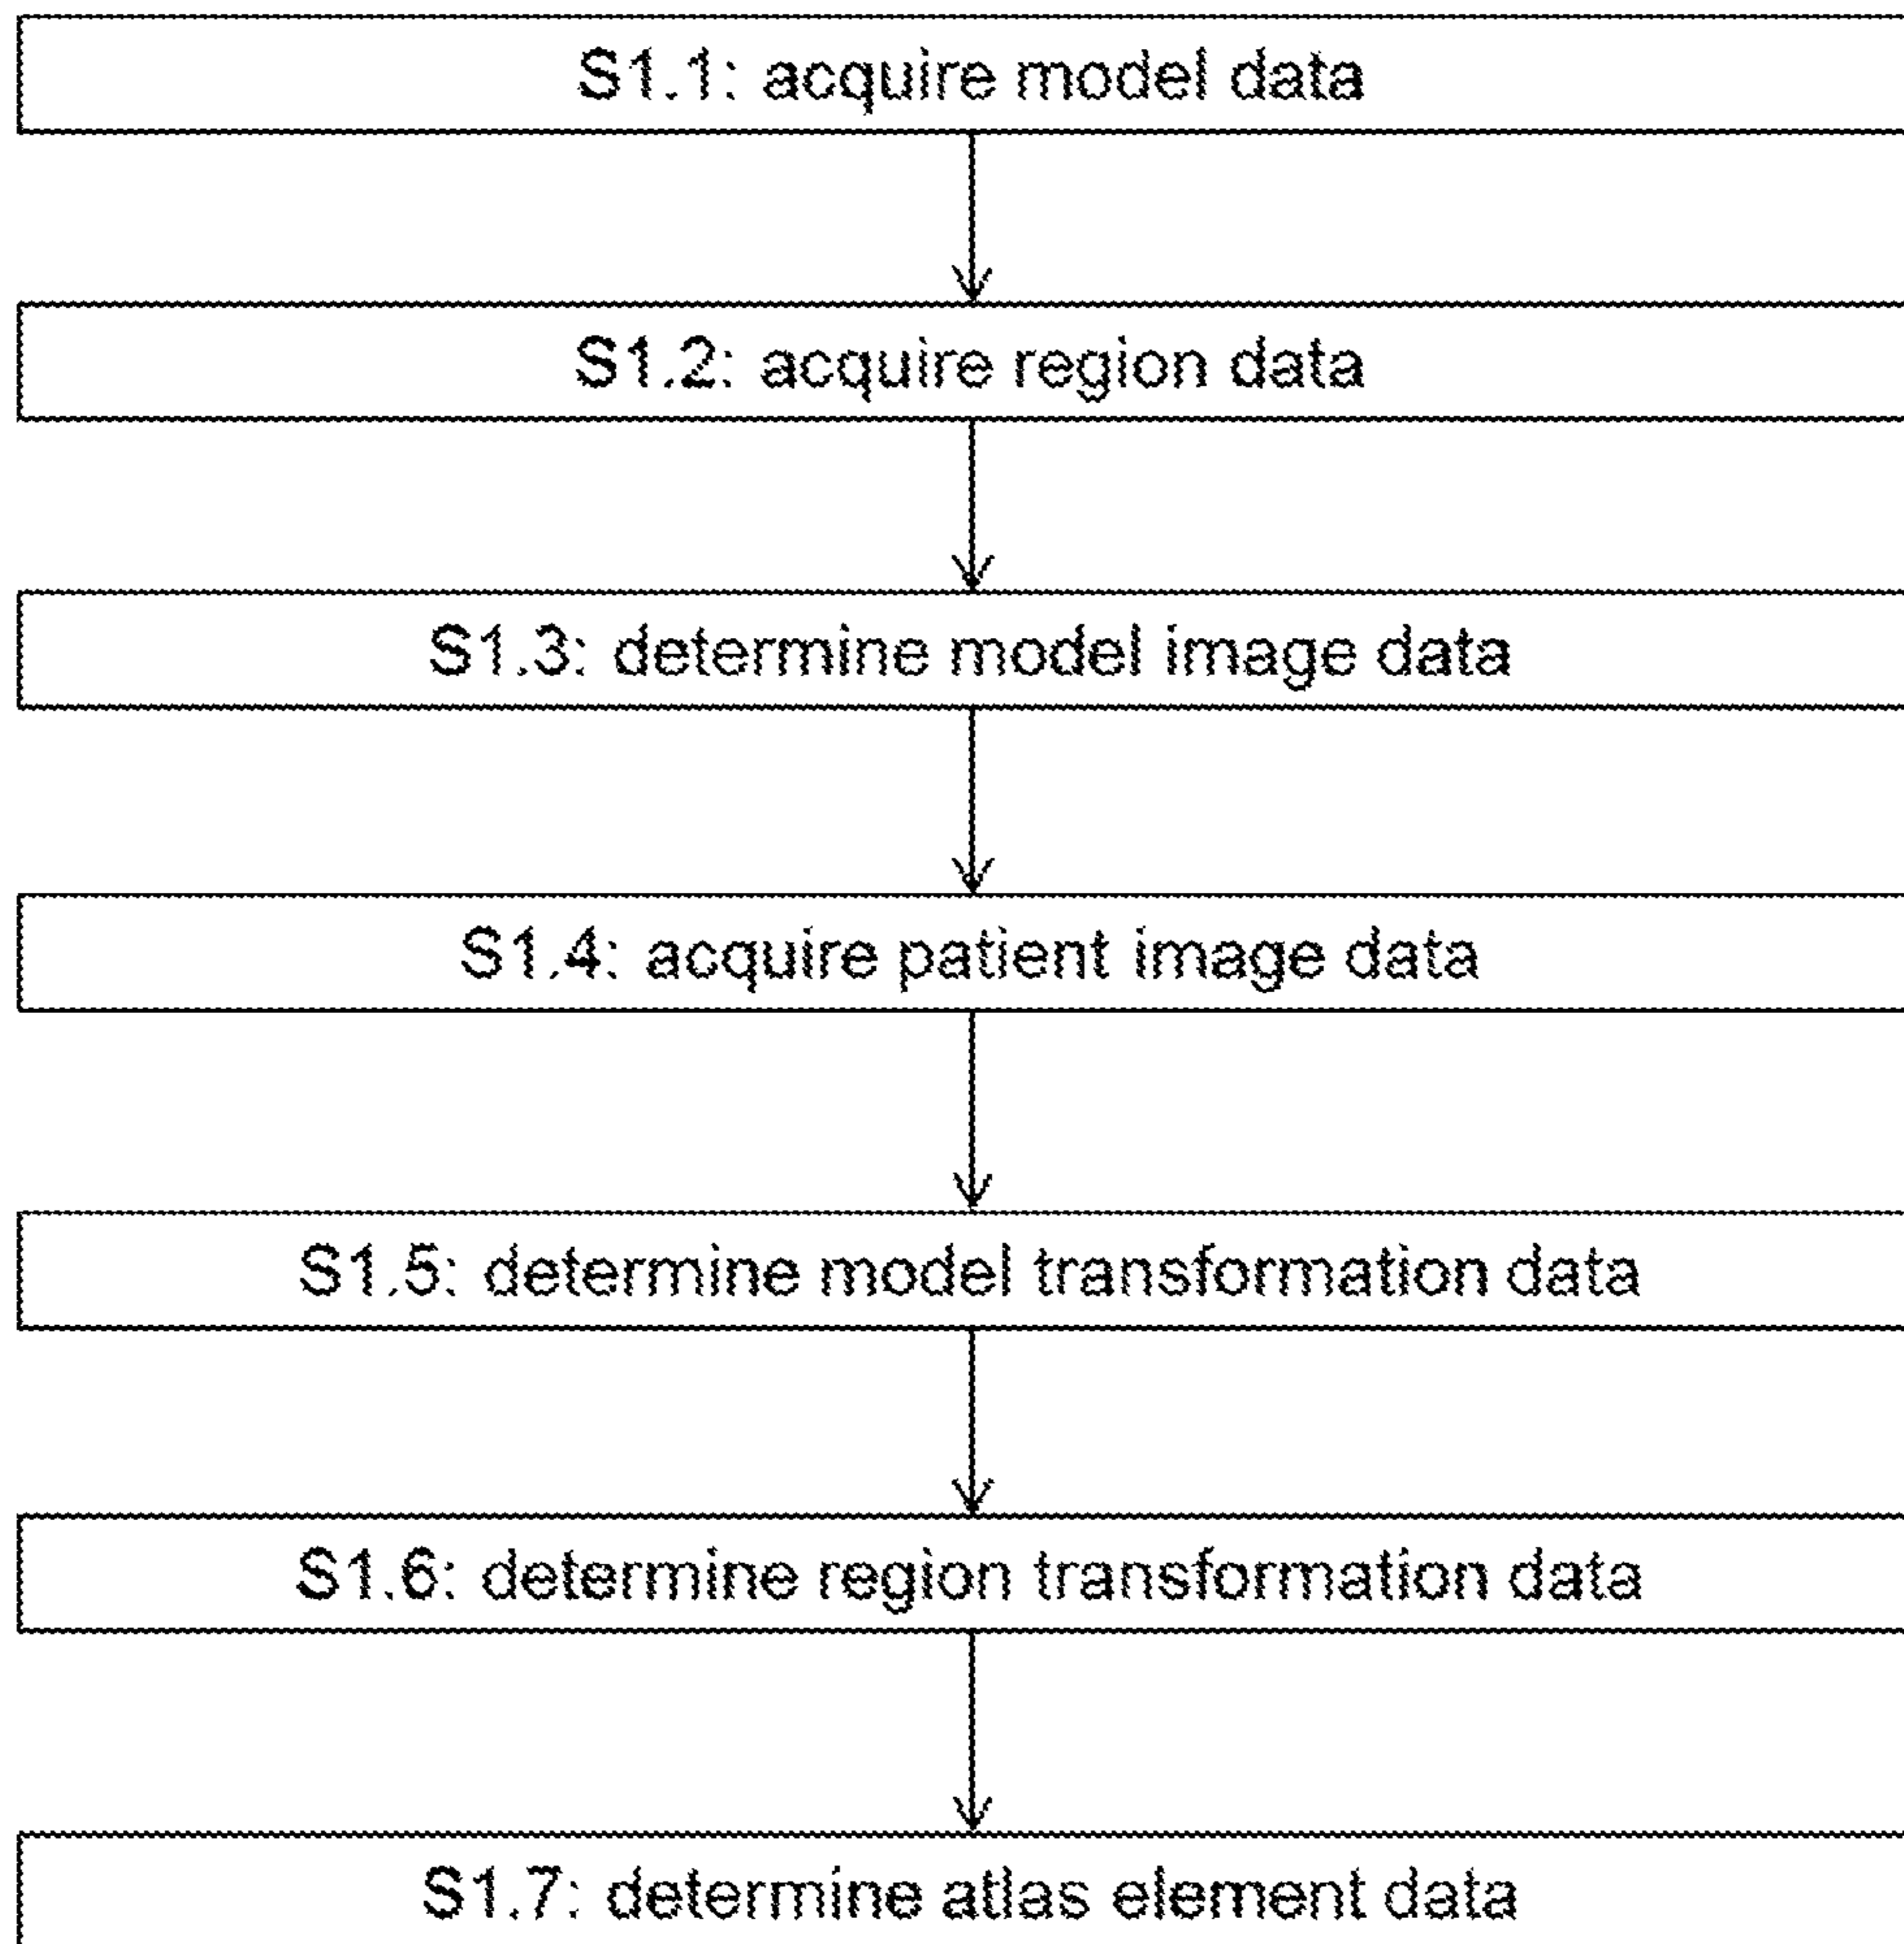 S1.1: acquire model data
S1.2: acquire region data
S1.3: determine model image data
S1.4: acquire patient image data
S1.5: determine model transformation data
S1.6: determine region transformation data
S1.7: determine atlas element data